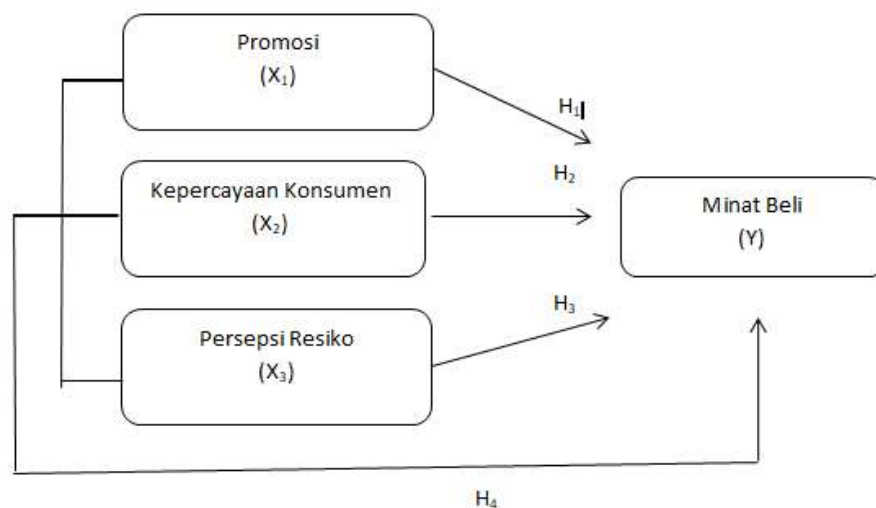 Promosi
(X₁)
H₁
Kepercayaan Konsumen
(X₂)
H₂
Minat Beli
(Y)
Persepsi Resiko
(X₃)
H₃
H₄